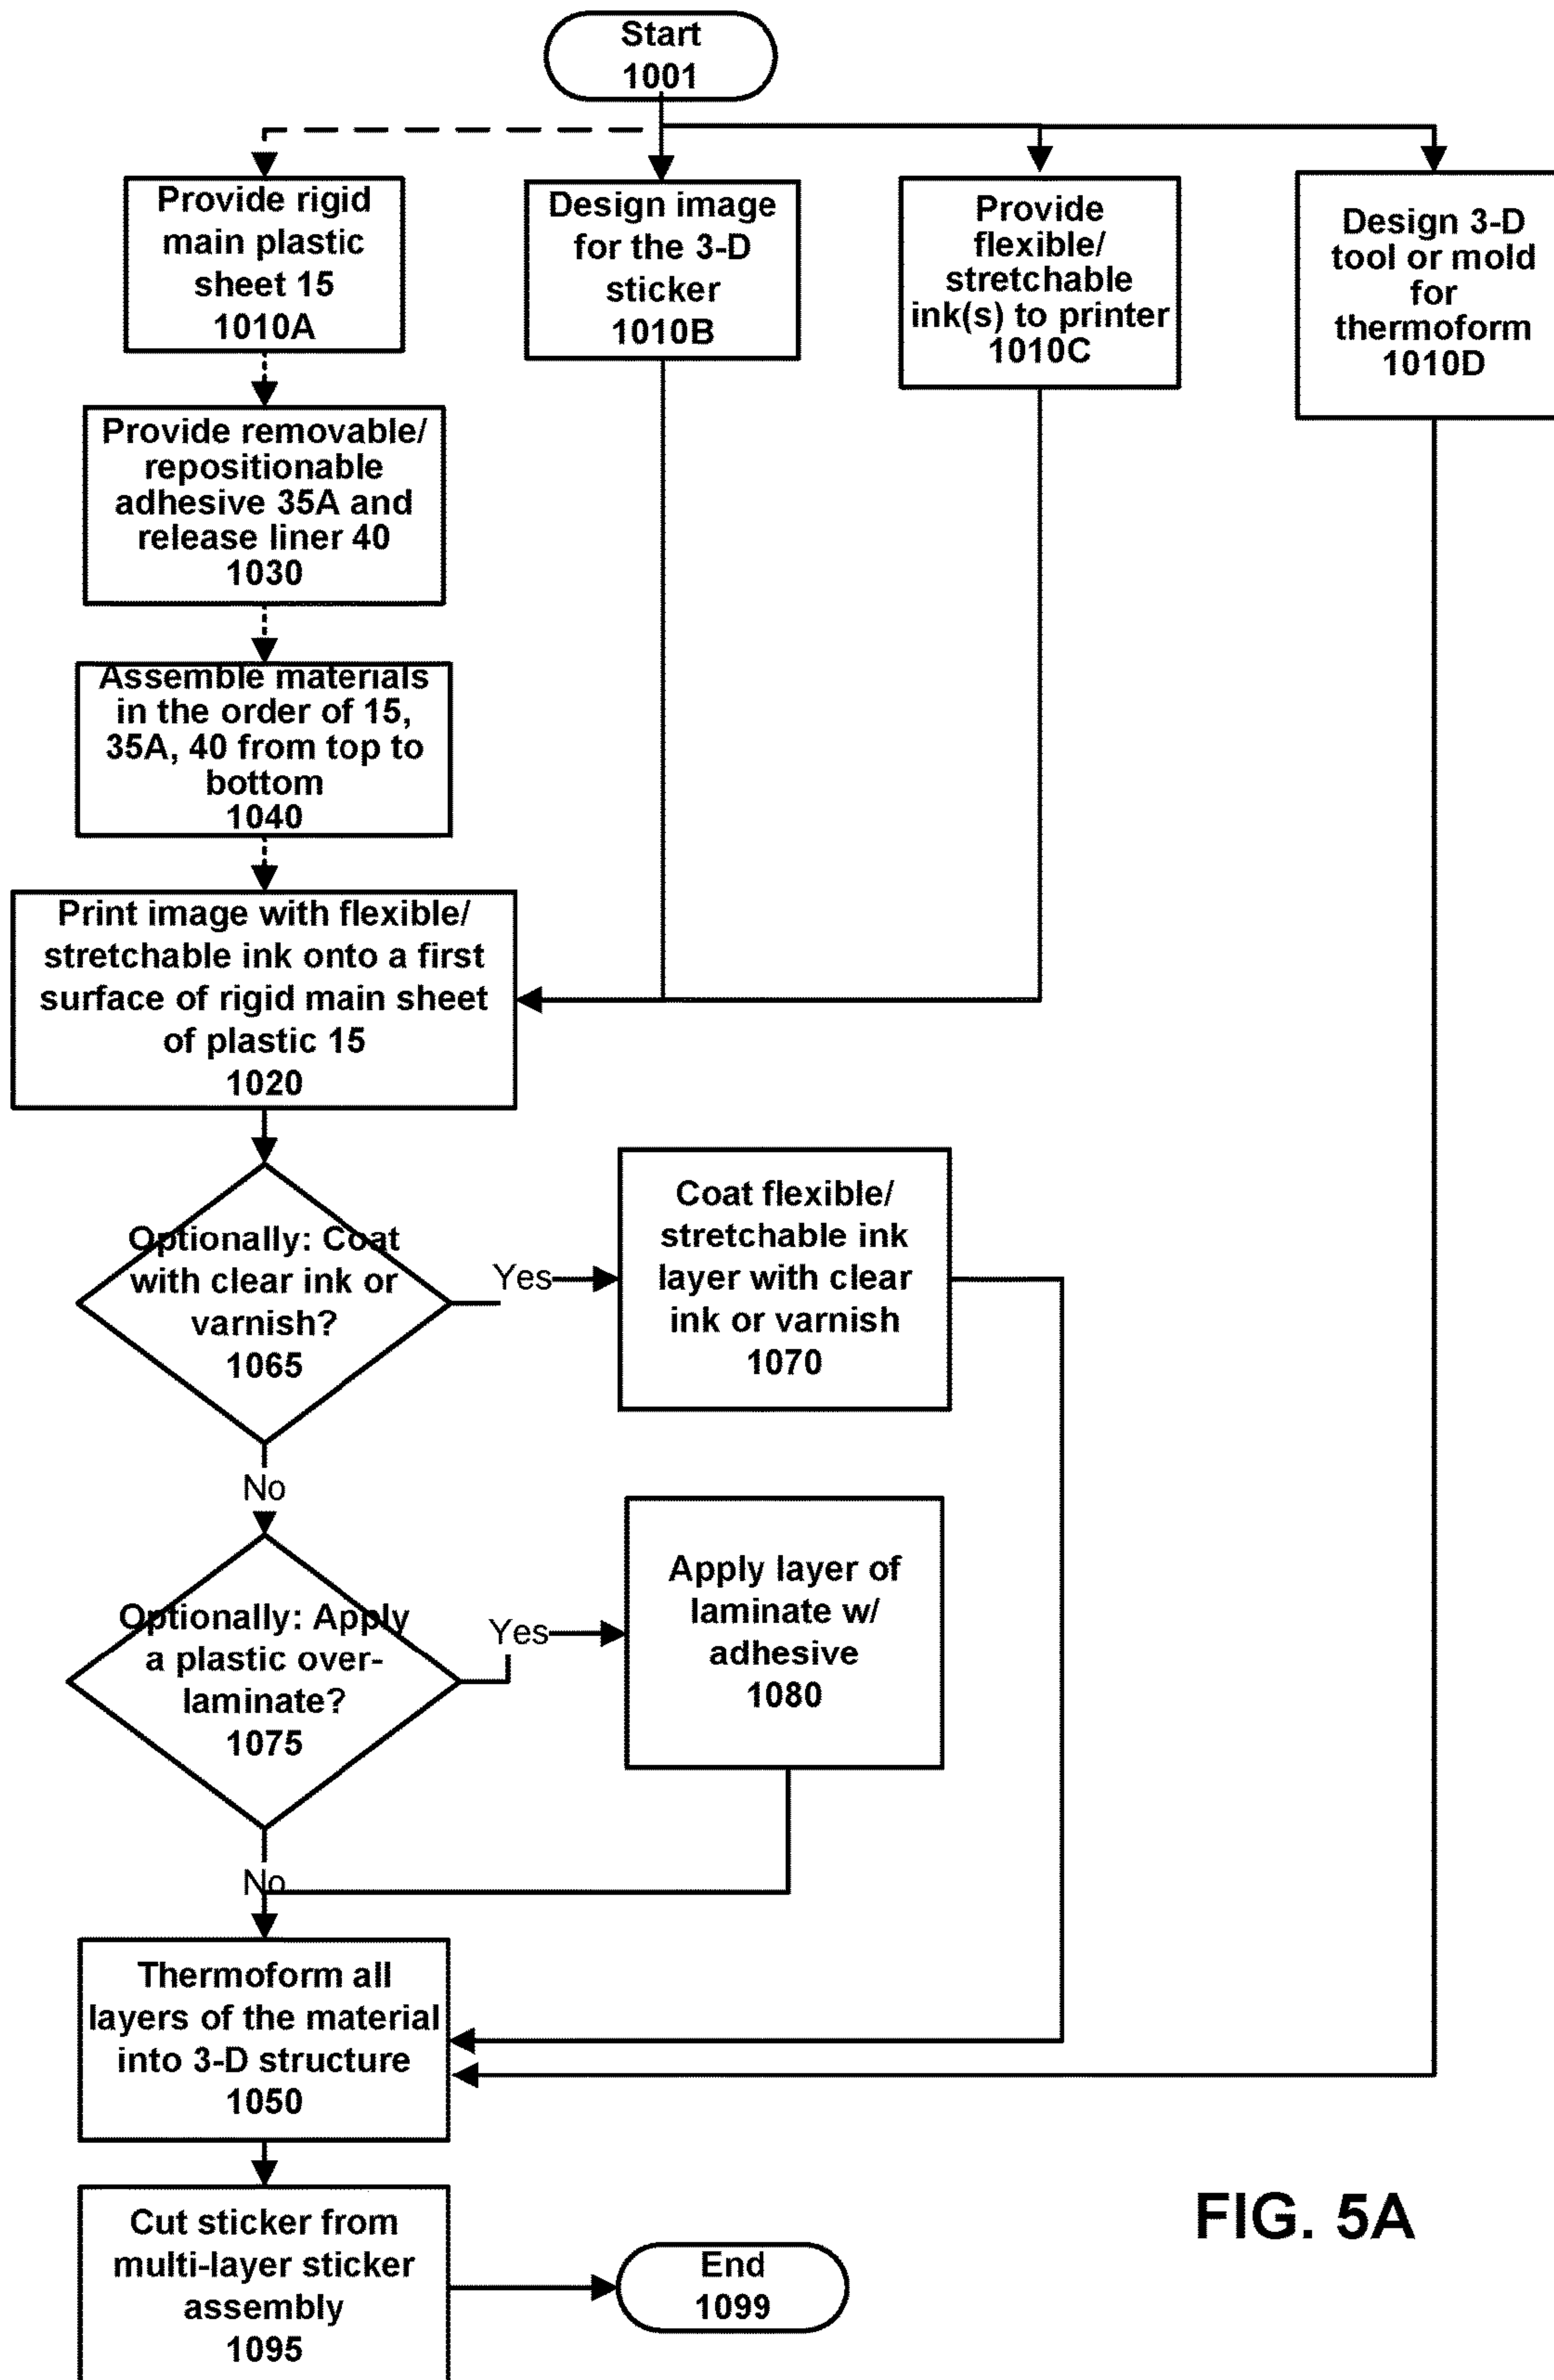 Start
1001
Provide rigid
main plastic
sheet 15
1010A
Design image
for the 3-D
sticker
1010B
Provide
flexible/
stretchable
ink(s) to printer
1010C
Design 3-D
tool or mold
for
thermoform
1010D
Provide removable/
repositionable
adhesive 35A and
release liner 40
1030
Assemble materials
in the order of 15,
35A, 40 from top to
bottom
1040
Print image with flexible/
stretchable ink onto a first
surface of rigid main sheet
of plastic 15
1020
Optionally: Coat
with clear ink or
varnish?
1065
Yes
Coat flexible/
stretchable ink
layer with clear
ink or varnish
1070
No
Optionally: Apply
a plastic over-
laminate?
1075
Yes
Apply layer of
laminate w/
adhesive
1080
No
Thermoform all
layers of the material
into 3-D structure
1050
Cut sticker from
multi-layer sticker
assembly
1095
End
1099
FIG. 5A